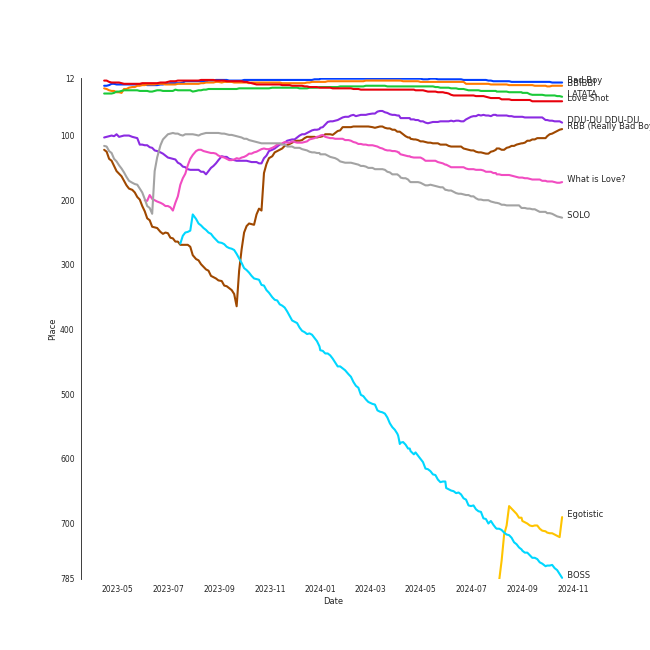 12
100
200
300
400
500
600
700
785
Place
2023-05
2023-07
2023-09
2023-11
2024-01
2024-03
2024-05
2024-07
2024-09
2024-11
Date
Bad Boy
BBIBBI
LATATA
Love Shot
DDU-DU DDU-DU
RBB (Really Bad Boy
What is Love?
SOLO
Egotistic
BOSS